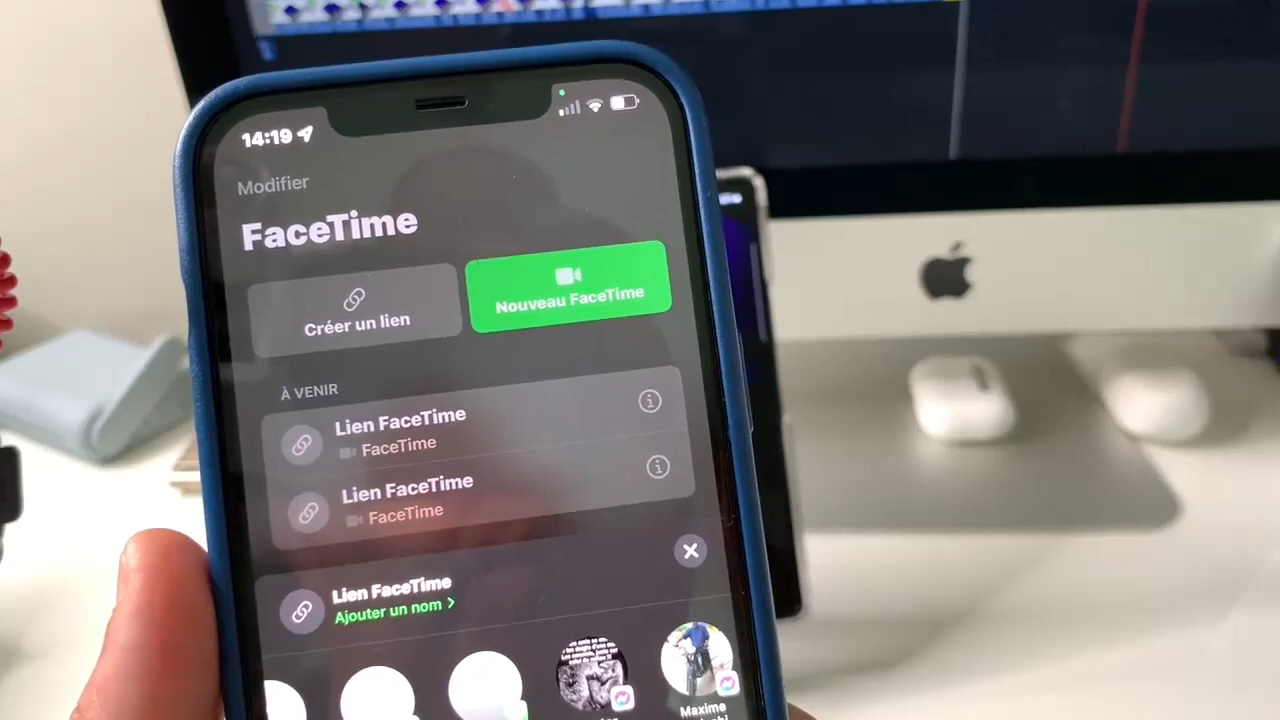 14:19
Modifier
FaceTime
Créer un lien
Nouveau FaceTime
À VENIR
Lien FaceTime
FaceTime
Lien FaceTime
FaceTime
Lien FaceTime
Ajouter un nom >
Maxime